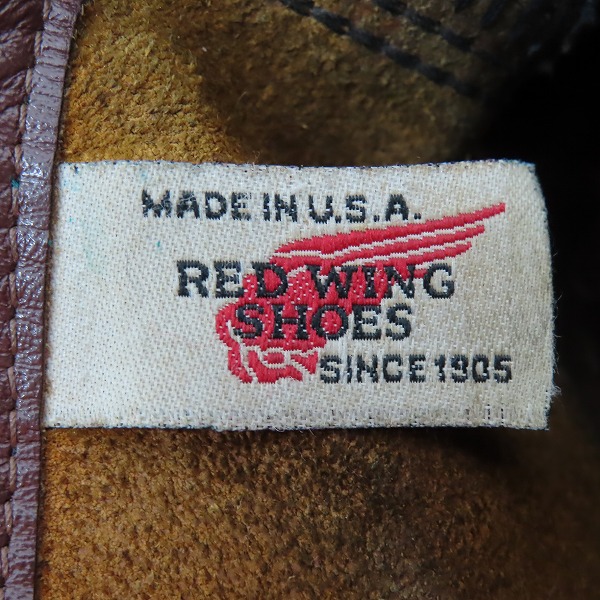 MADE IN U.S.A.
RED WING
SHOES
SINCE 1905